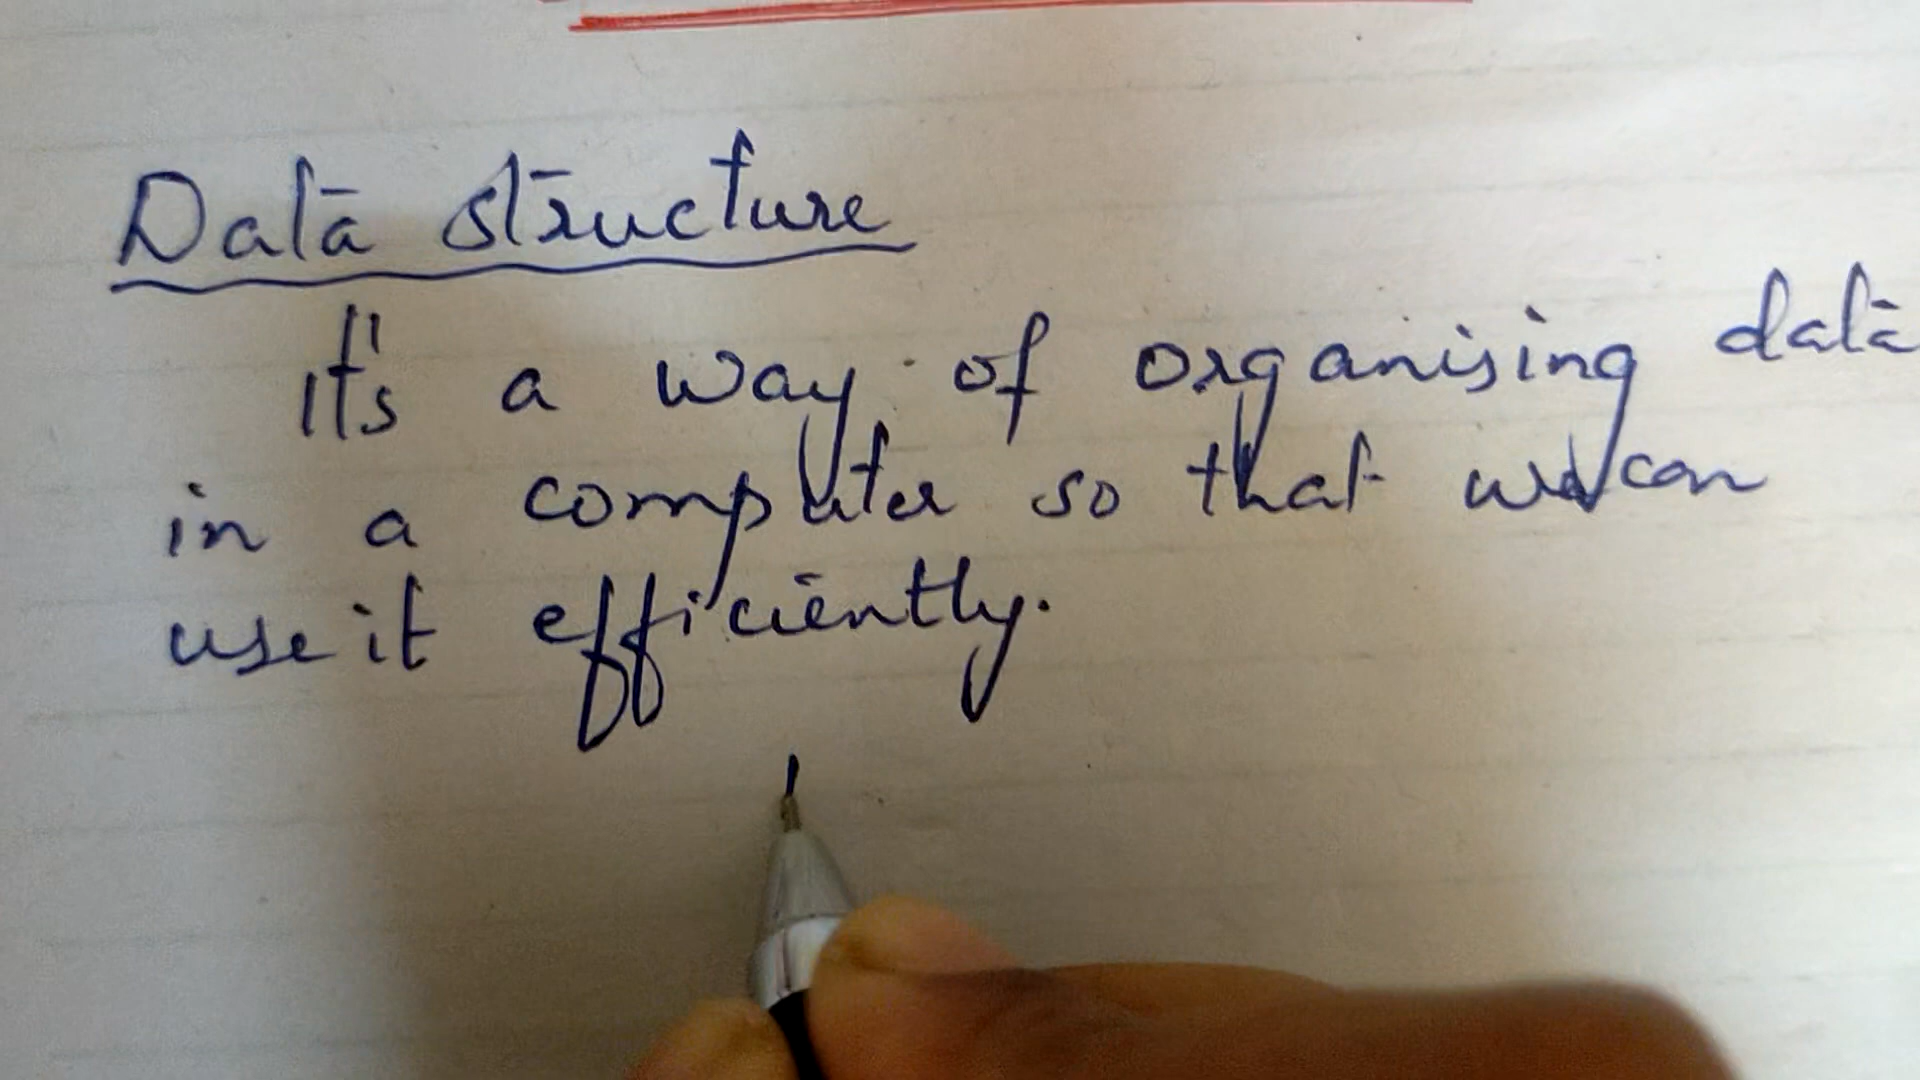 Data structure
It's a way of organising data
in a computer so that we can
use it efficiently.